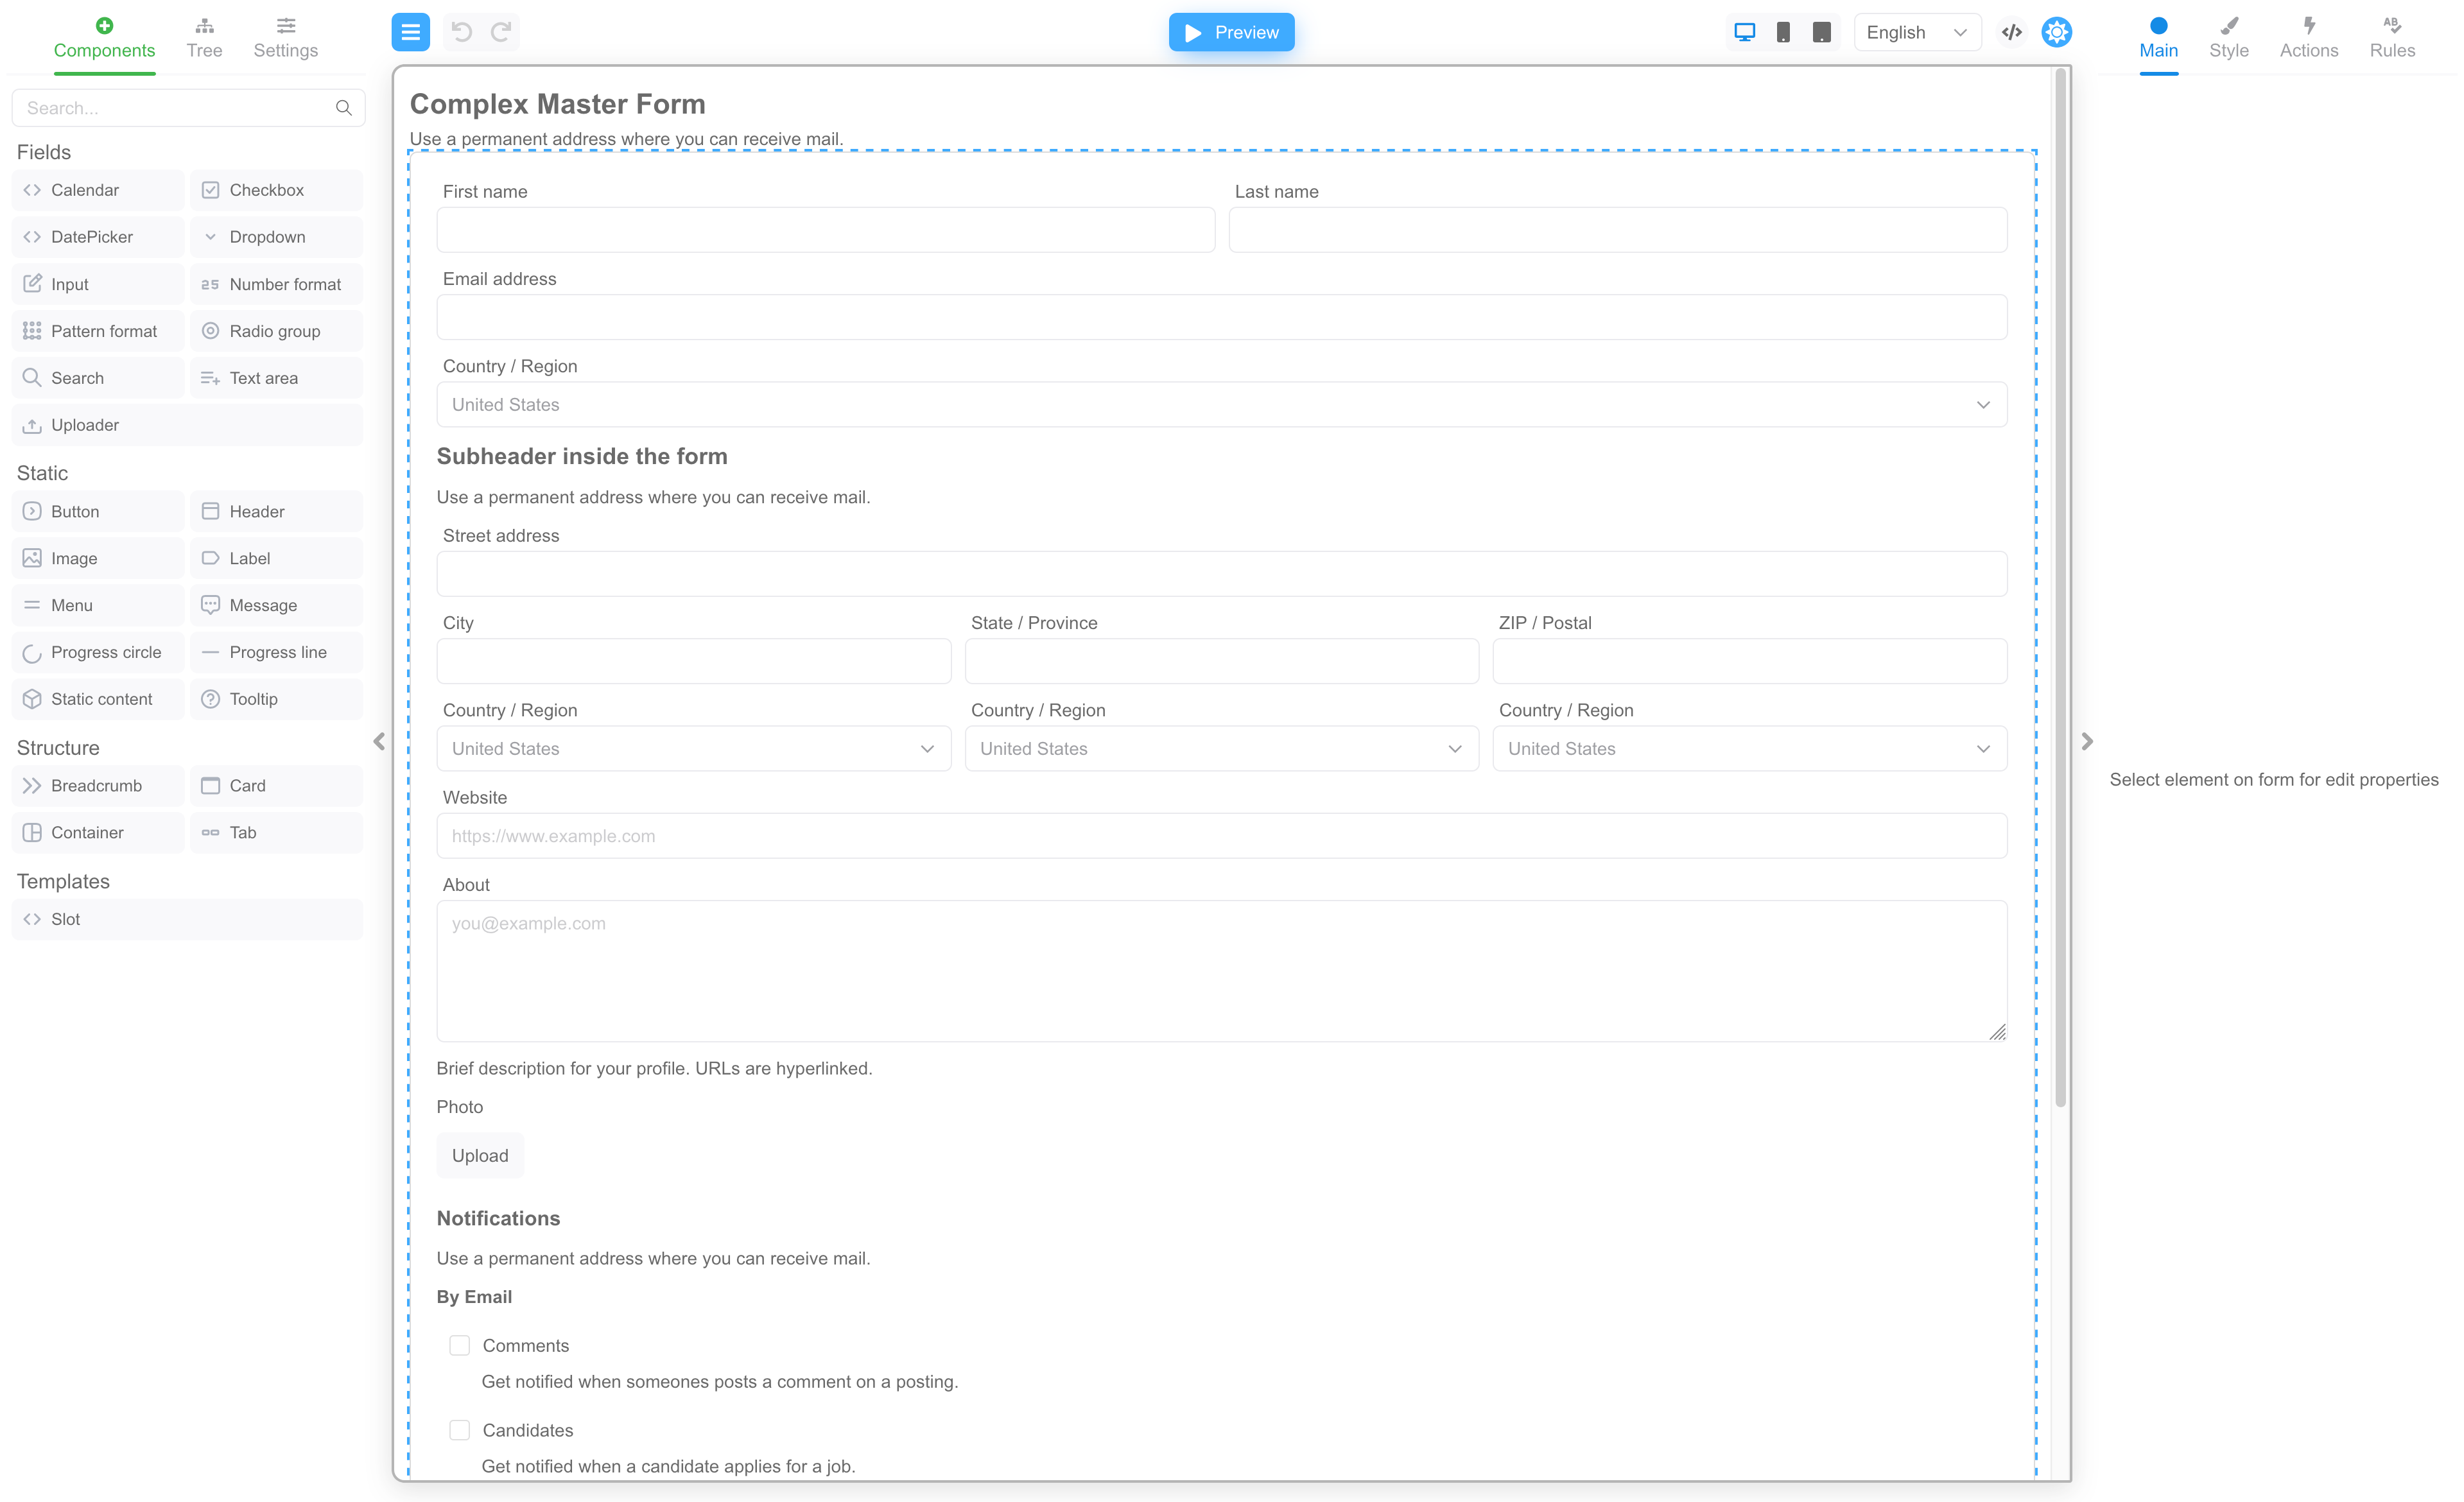 Components Tree Settings
Preview
English
Main Style Actions Rules
Search...
Fields
Calendar Checkbox
DatePicker Dropdown
Input 25 Number format
Pattern format Radio group
Search Text area
Uploader
Static
Button Header
Image Label
Menu Message
Progress circle Progress line
Static content Tooltip
Structure
Breadcrumb Card
Container Tab
Templates
Slot
Complex Master Form
Use a permanent address where you can receive mail.
First name Last name
Email address
Country / Region
United States
Subheader inside the form
Use a permanent address where you can receive mail.
Street address
City State / Province ZIP / Postal
Country / Region Country / Region Country / Region
United States United States United States
Website
https://www.example.com
About
you@example.com
Brief description for your profile. URLs are hyperlinked.
Photo
Upload
Notifications
Use a permanent address where you can receive mail.
By Email
Comments
Get notified when someones posts a comment on a posting.
Candidates
Get notified when a candidate applies for a job.
Select element on form for edit properties